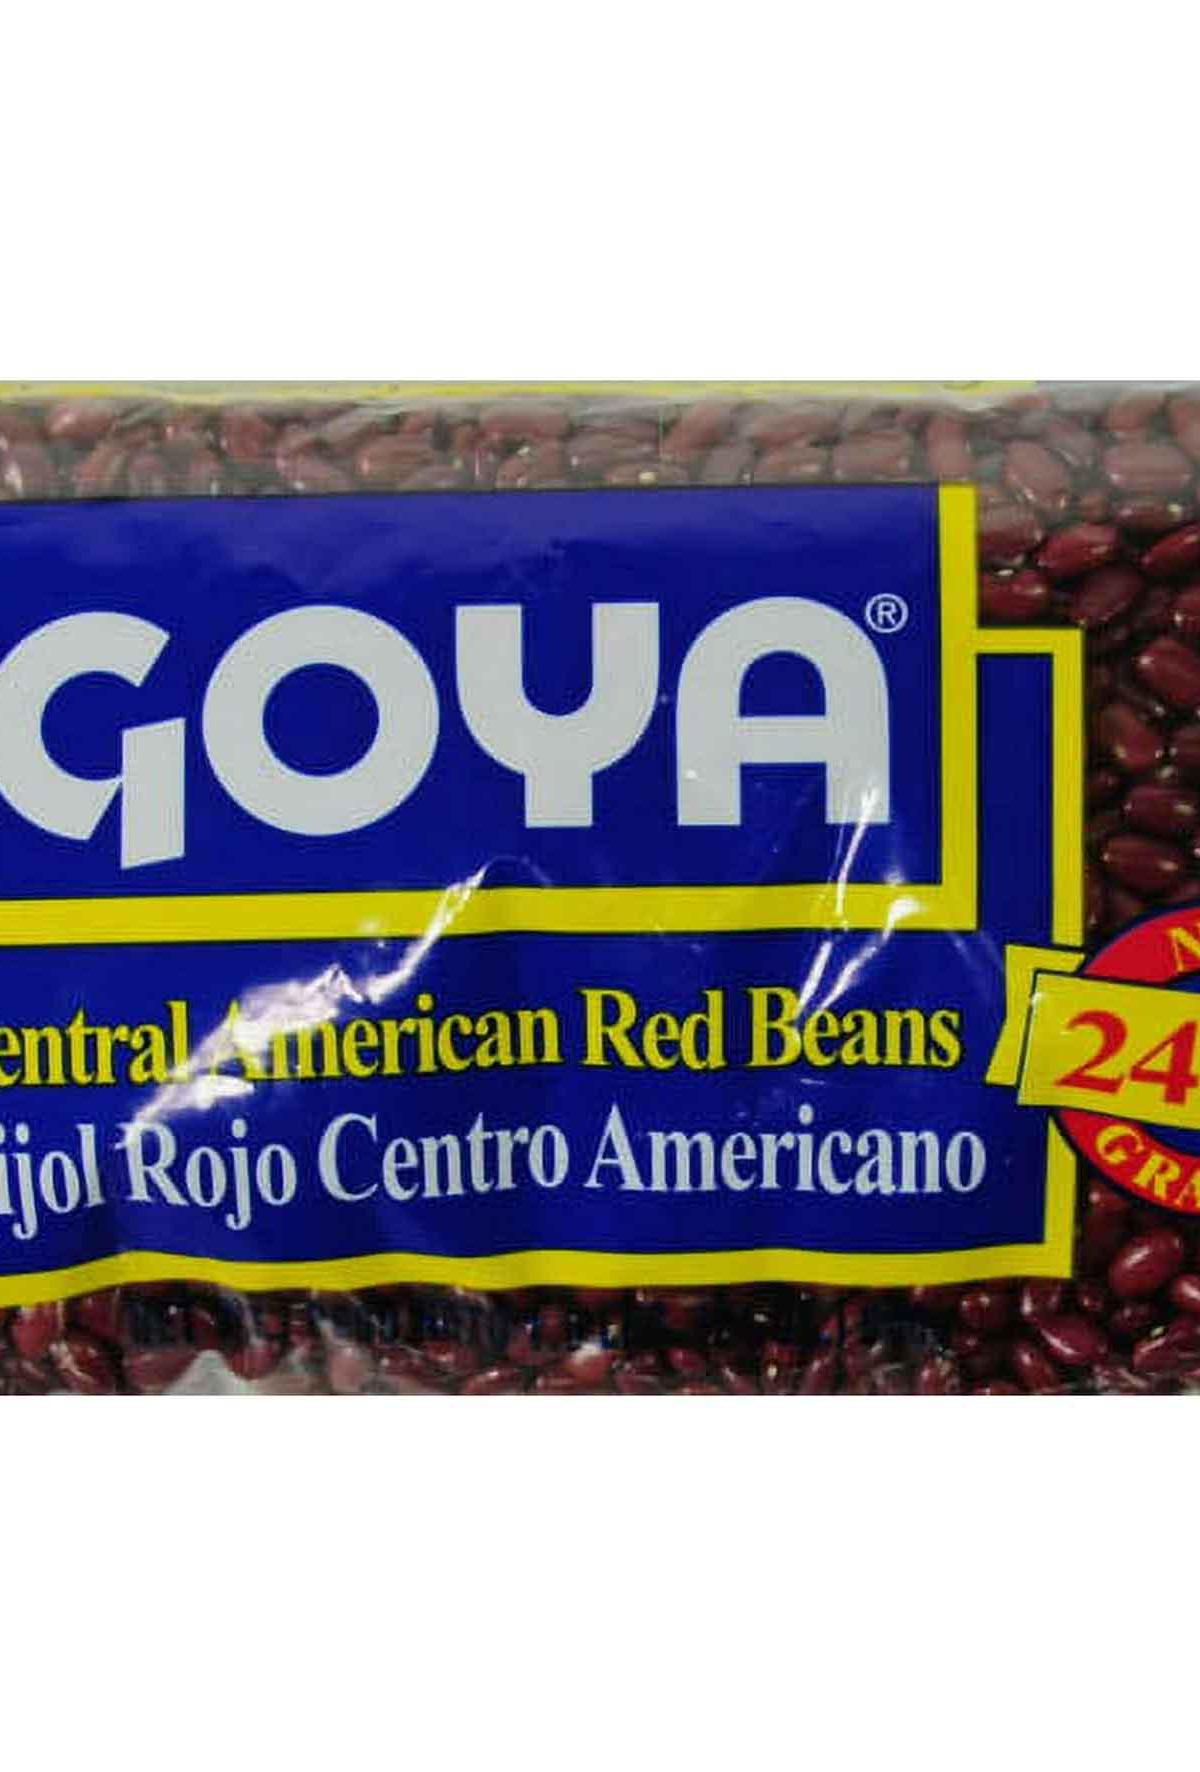 GOYA®
entral American Red Beans
ijol Rojo Centro Americano
24